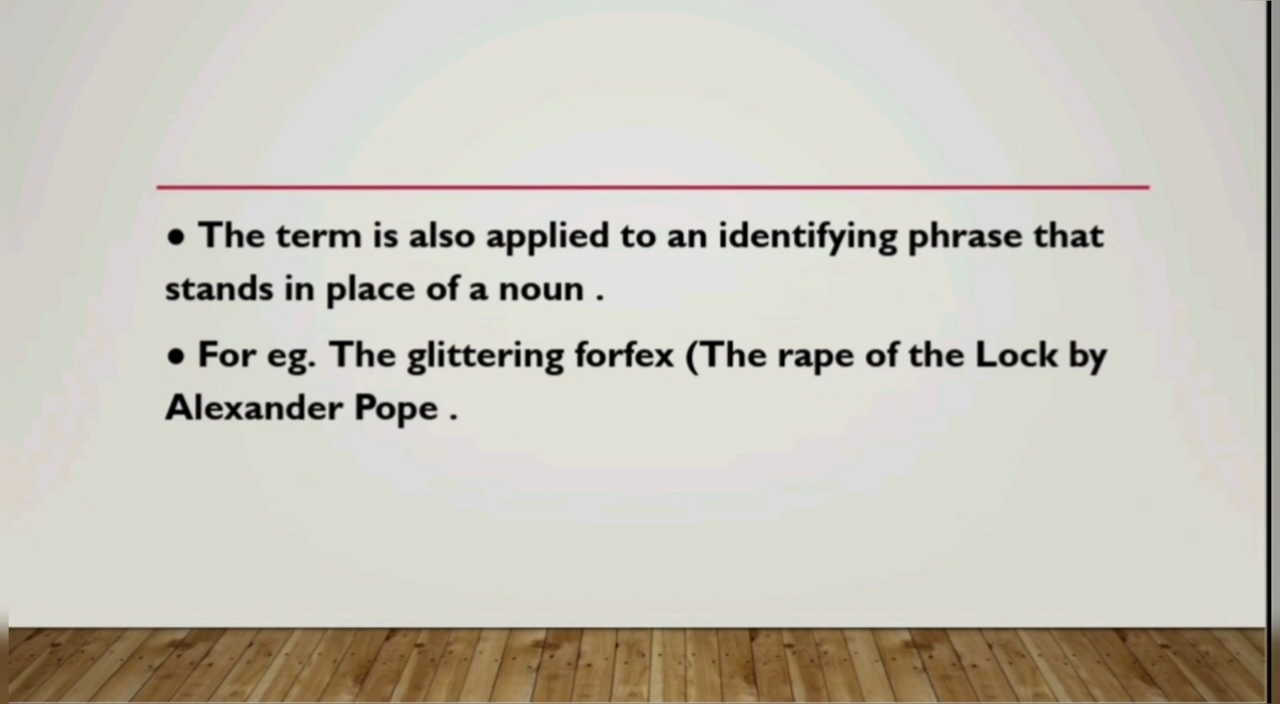 ● The term is also applied to an identifying phrase that
stands in place of a noun .
● For eg. The glittering forfex (The rape of the Lock by
Alexander Pope .